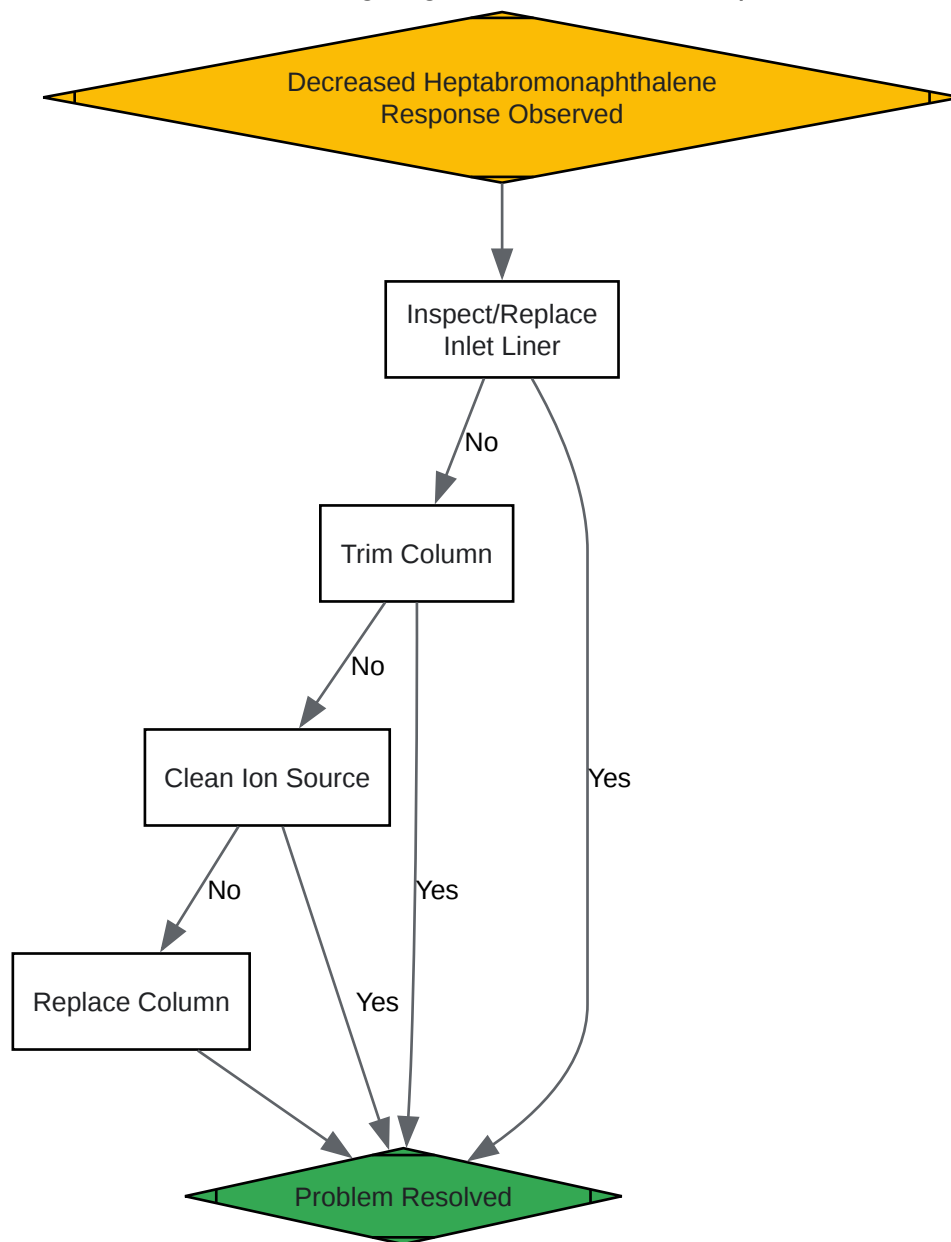 Decreased Heptabromonaphthalene
Response Observed
Inspect/Replace
Inlet Liner
No
Trim Column
No
Clean Ion Source
Yes
No
Yes
Replace Column
Yes
Problem Resolved